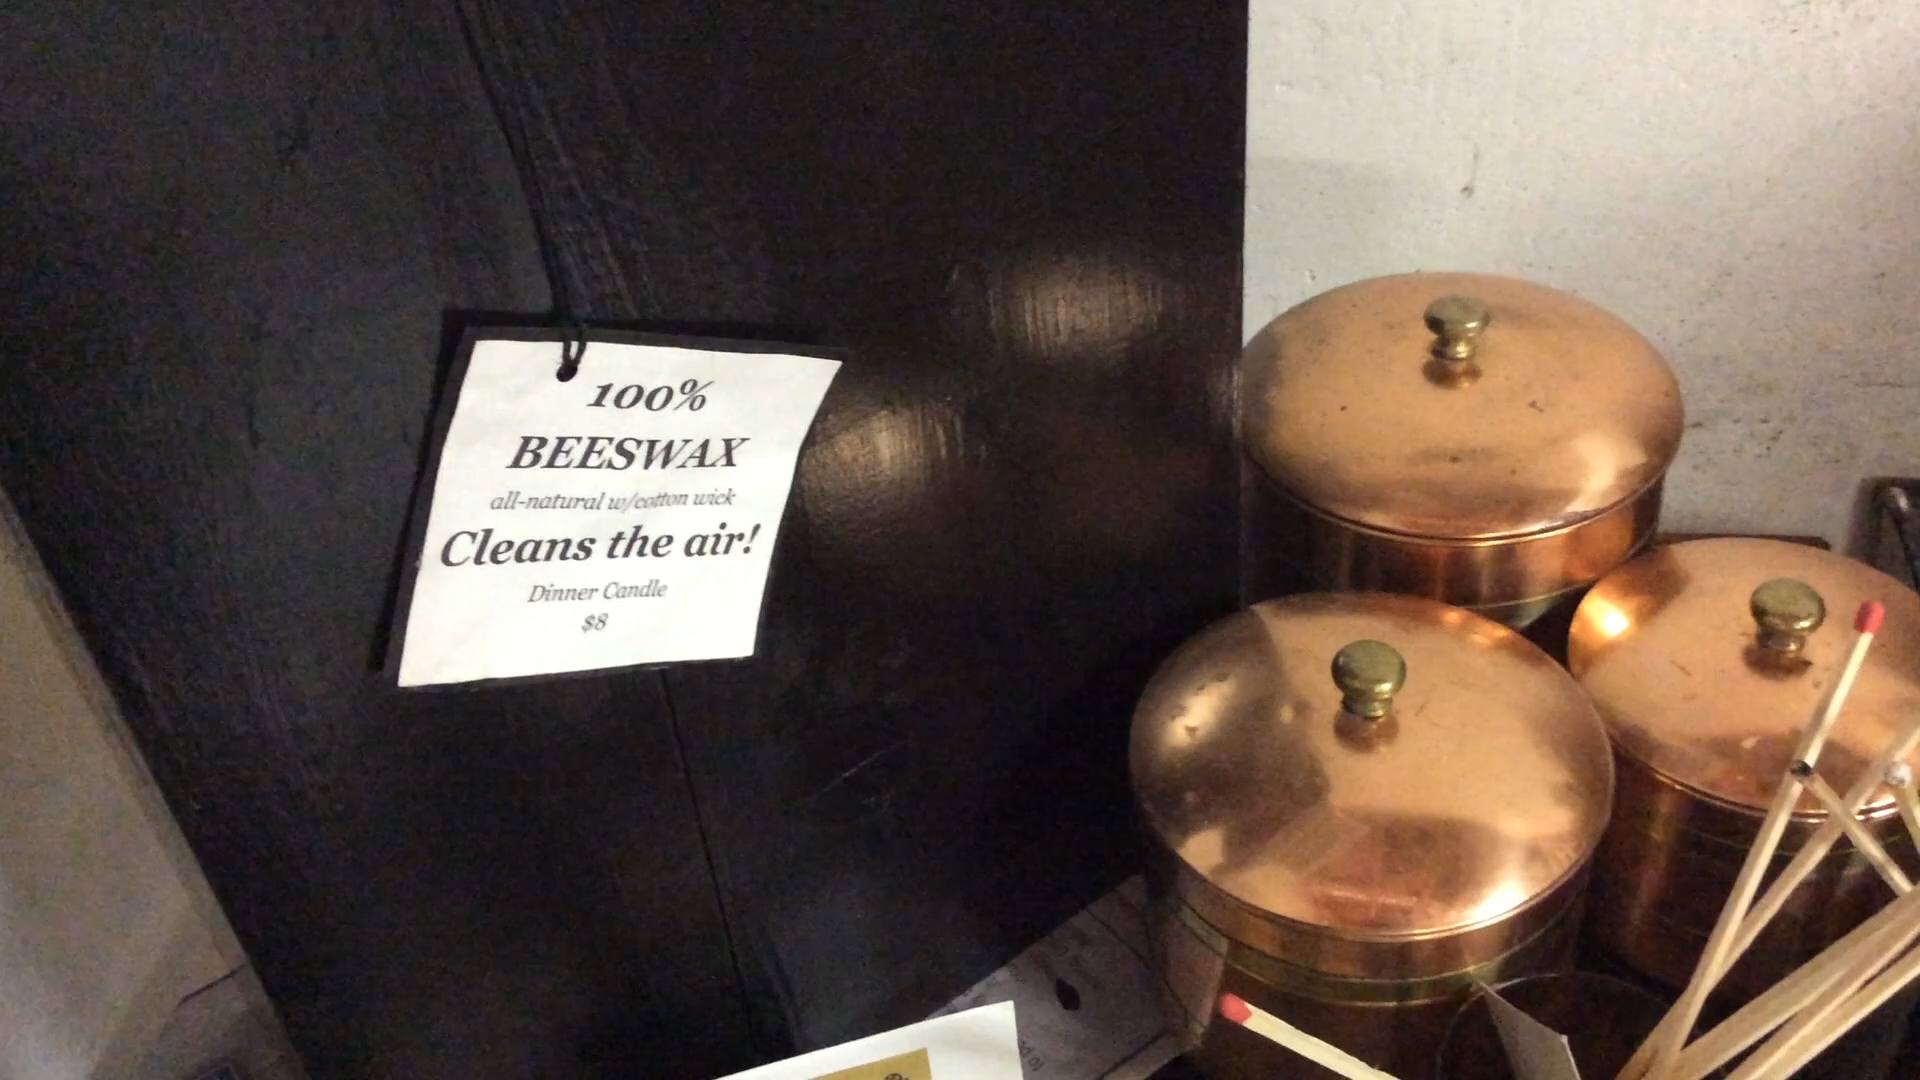 100%
BEESWAX
all-natural w/cotton wick
Cleans the air!
Dinner Candle
$8